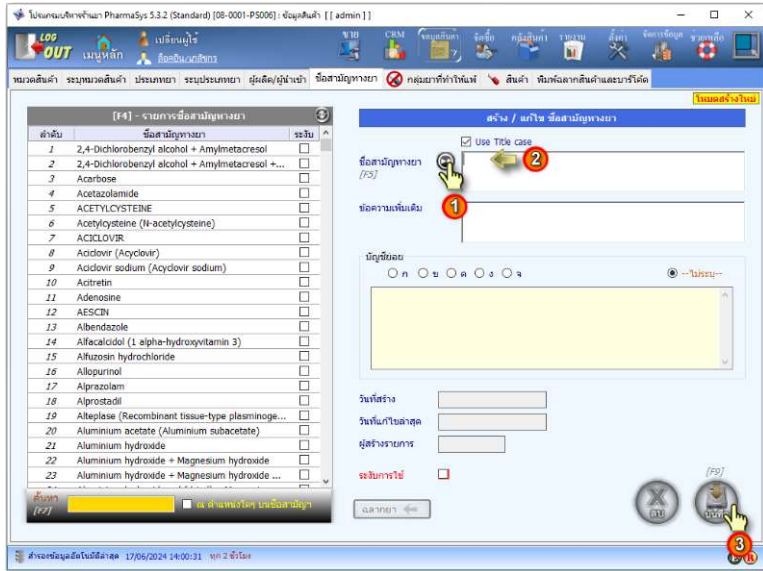 โปรแกรมบริหารร้านยา PharmaSys 5.3.2 (Standard) [08-0001-PS006] : ข้อมูลสินค้า [[ admin ]]
LOG OUT
เมนูหลัก
เปลี่ยนผู้ใช้
ล็อคอิน/เภสัชกร
ขาย
CRM
ข้อมูลสินค้า
จัดซื้อ
คลังสินค้า
รายงาน
ตั้งค่า
จัดการข้อมูล
ช่วยเหลือ
หมวดสินค้า ระบุหมวดสินค้า ประเภทยา ระบุประเภทยา ผู้ผลิต/ผู้นำเข้า ชื่อสามัญทางยา กลุ่มยาที่ทำให้แพ้ สินค้า พิมพ์ฉลากสินค้าและบาร์โค้ด
โหมดสร้างใหม่
[F4] - รายการชื่อสามัญทางยา
ลำดับ ชื่อสามัญทางยา ระงับ
1 2,4-Dichlorobenzyl alcohol + Amylmetacresol
2 2,4-Dichlorobenzyl alcohol + Amylmetacresol +...
3 Acarbose
4 Acetazolamide
5 ACETYLCYSTEINE
6 Acetylcysteine (N-acetylcysteine)
7 ACICLOVIR
8 Aciclovir (Acyclovir)
9 Aciclovir sodium (Acyclovir sodium)
10 Acitretin
11 Adenosine
12 AESCIN
13 Albendazole
14 Alfacalcidol (1 alpha-hydroxyvitamin 3)
15 Alfuzosin hydrochloride
16 Allopurinol
17 Alprazolam
18 Alprostadil
19 Alteplase (Recombinant tissue-type plasminoge...
20 Aluminium acetate (Aluminium subacetate)
21 Aluminium hydroxide
22 Aluminium hydroxide + Magnesium hydroxide
23 Aluminium hydroxide + Magnesium hydroxide ...
ค้นหา
[F7]
ณ ตำแหน่งใดๆ บนชื่อสามัญฯ
สร้าง / แก้ไข ชื่อสามัญทางยา
Use Title case
ชื่อสามัญทางยา
[F5]
2
1
ข้อความเพิ่มเติม
บัญชีย่อย
ก ข ค ง จ --ไม่ระบุ--
วันที่สร้าง
วันที่แก้ไขล่าสุด
ผู้สร้างรายการ
ระงับการใช้
ฉลากยา
[F9]
3
สำรองข้อมูลอัตโนมัติล่าสุด 17/06/2024 14:00:31 ทุก 2 ชั่วโมง